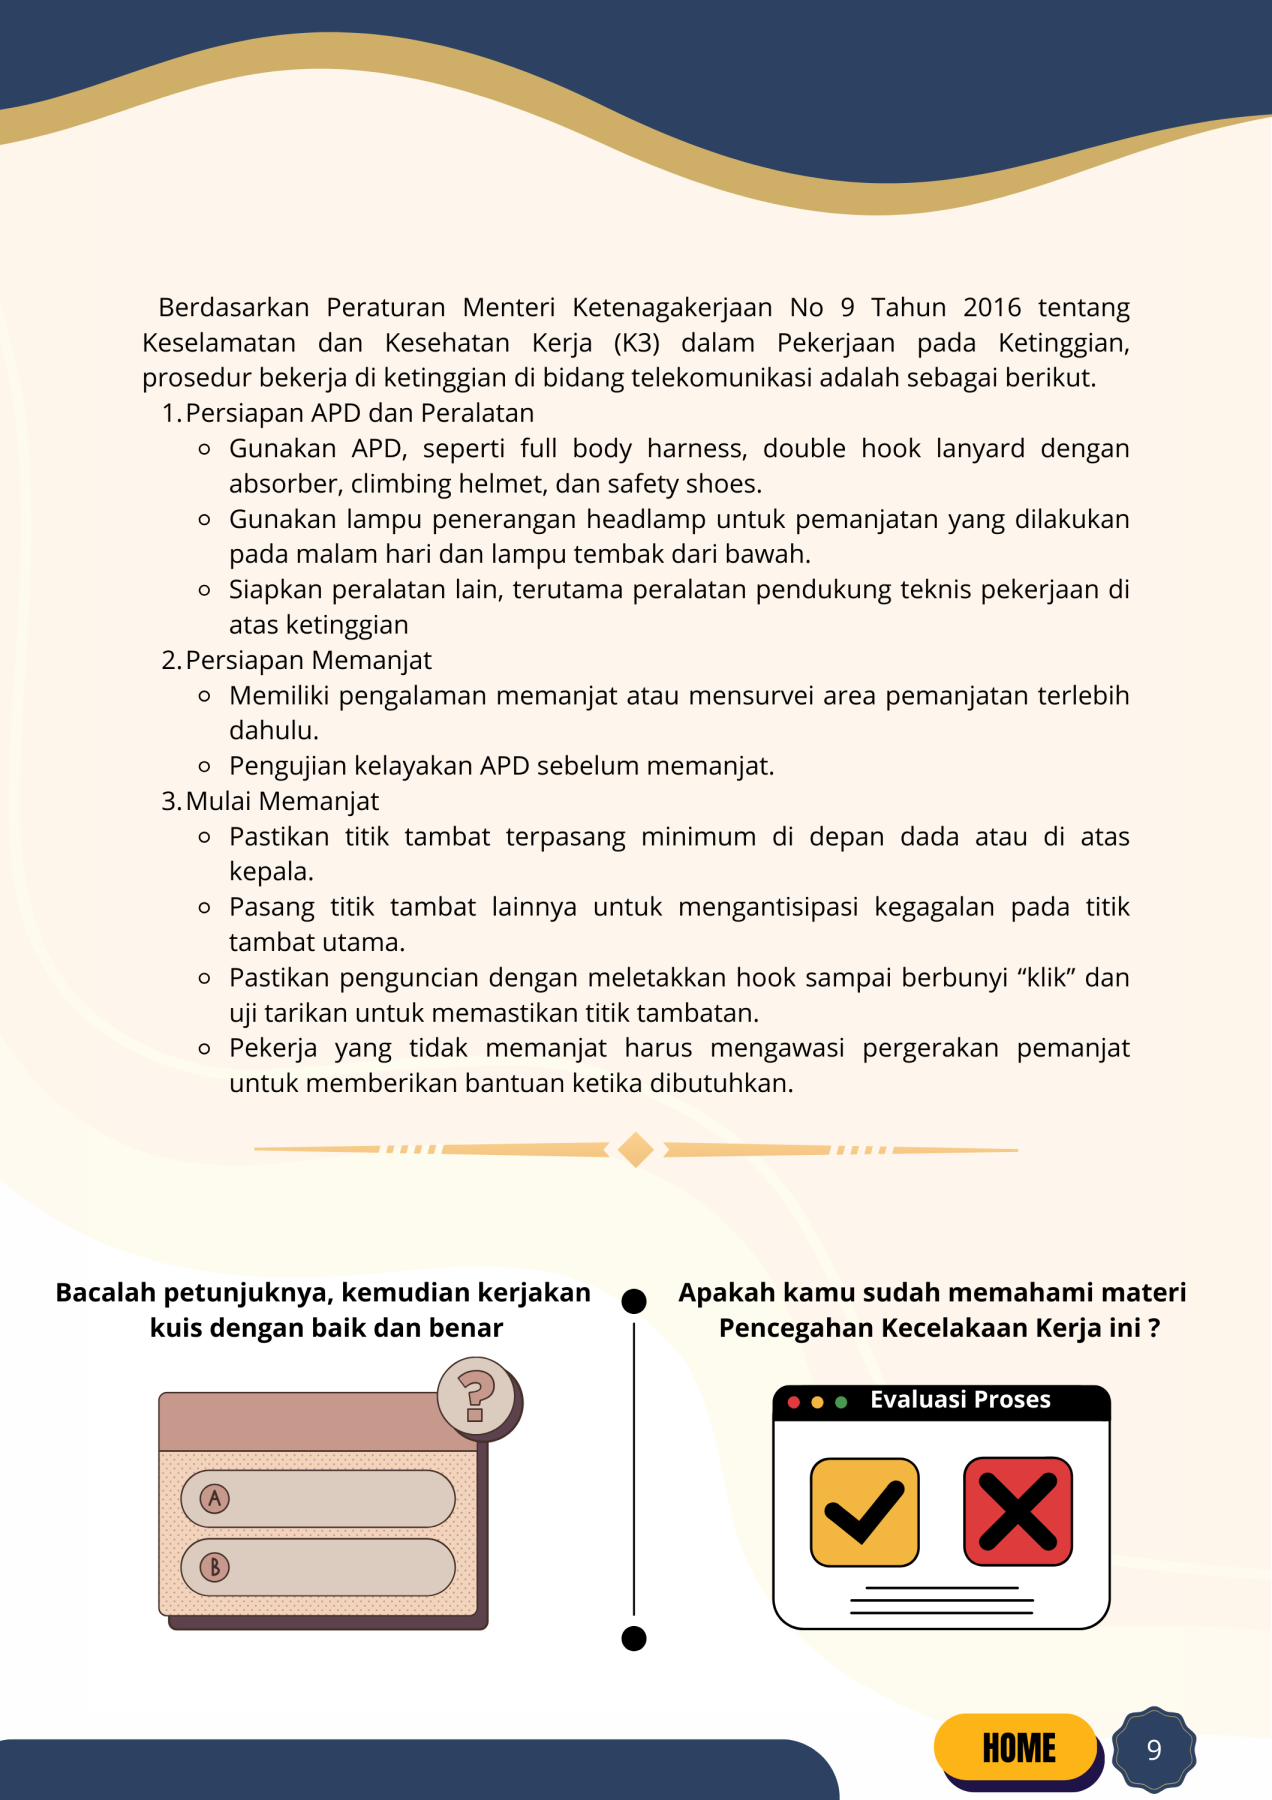 Berdasarkan Peraturan Menteri Ketenagakerjaan No 9 Tahun 2016 tentang
Keselamatan dan Kesehatan Kerja (K3) dalam Pekerjaan pada Ketinggian,
prosedur bekerja di ketinggian di bidang telekomunikasi adalah sebagai berikut.
1. Persiapan APD dan Peralatan
○ Gunakan APD, seperti full body harness, double hook lanyard dengan
absorber, climbing helmet, dan safety shoes.
○ Gunakan lampu penerangan headlamp untuk pemanjatan yang dilakukan
pada malam hari dan lampu tembak dari bawah.
○ Siapkan peralatan lain, terutama peralatan pendukung teknis pekerjaan di
atas ketinggian
2. Persiapan Memanjat
○ Memiliki pengalaman memanjat atau mensurvei area pemanjatan terlebih
dahulu.
○ Pengujian kelayakan APD sebelum memanjat.
3. Mulai Memanjat
○ Pastikan titik tambat terpasang minimum di depan dada atau di atas
kepala.
○ Pasang titik tambat lainnya untuk mengantisipasi kegagalan pada titik
tambat utama.
○ Pastikan penguncian dengan meletakkan hook sampai berbunyi “klik” dan
uji tarikan untuk memastikan titik tambatan.
○ Pekerja yang tidak memanjat harus mengawasi pergerakan pemanjat
untuk memberikan bantuan ketika dibutuhkan.
Bacalah petunjuknya, kemudian kerjakan
kuis dengan baik dan benar
?
A
B
Apakah kamu sudah memahami materi
Pencegahan Kecelakaan Kerja ini ?
Evaluasi Proses
HOME
9